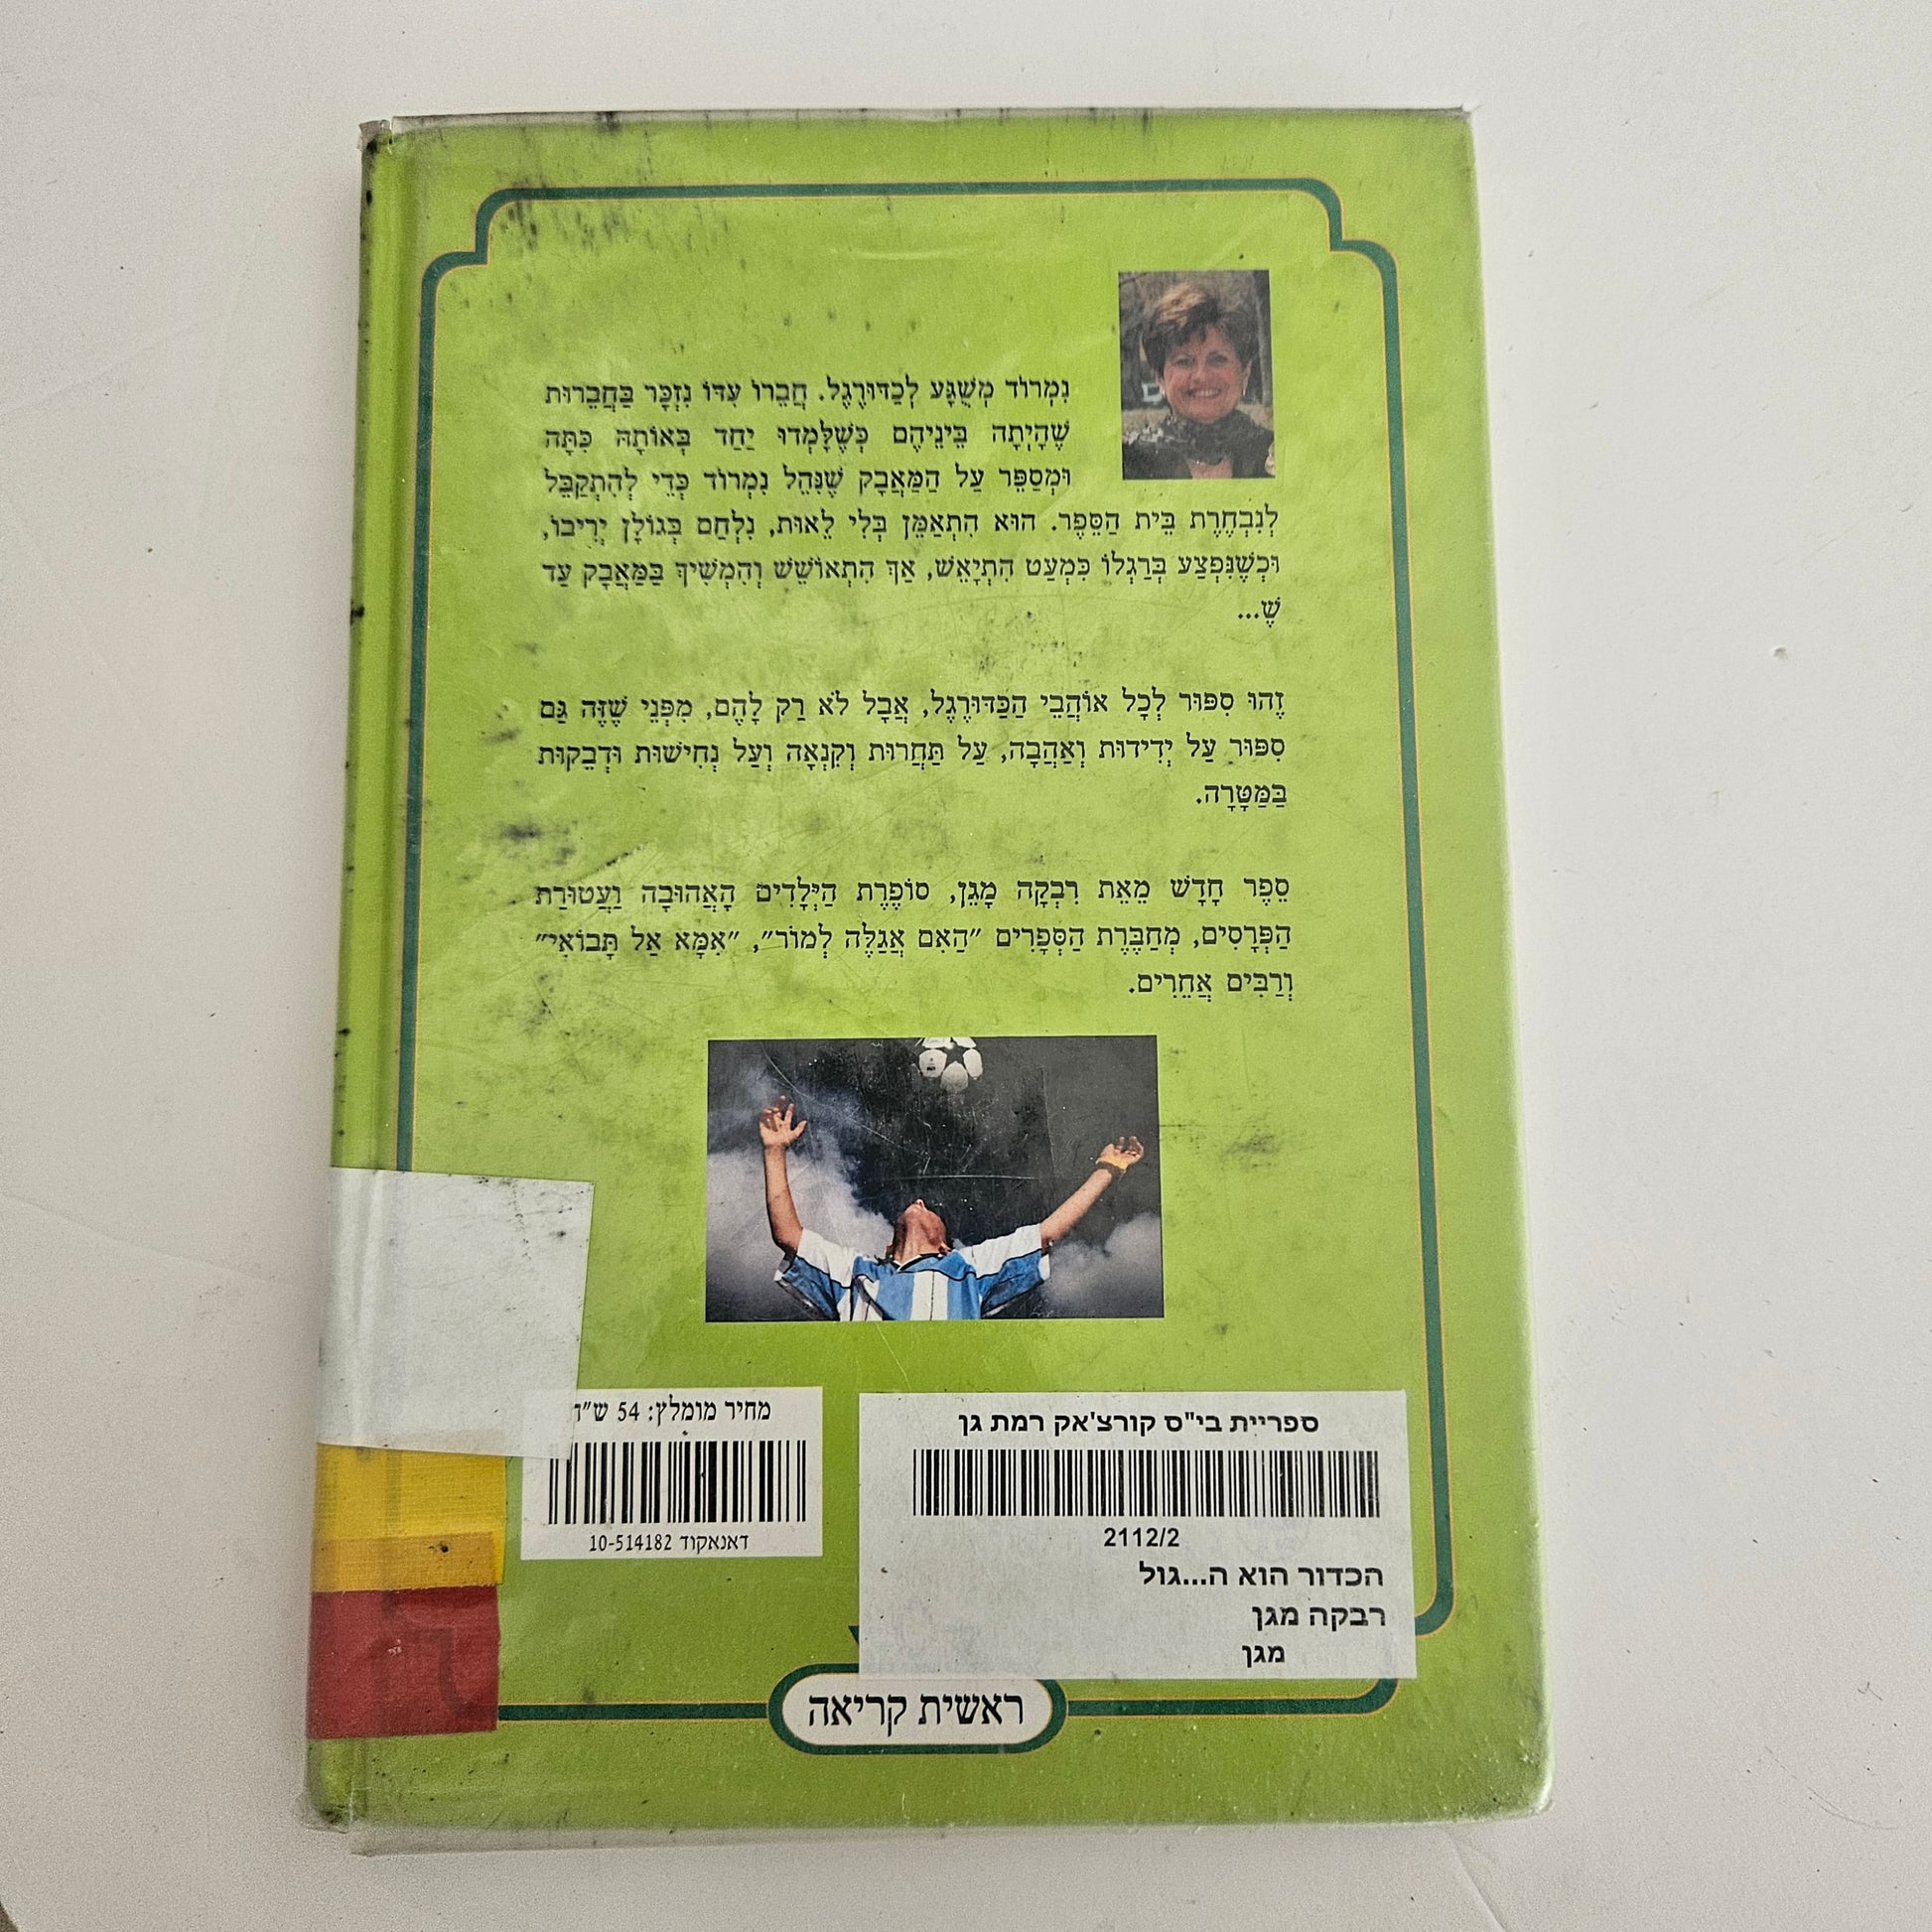 נִמְרוֹד מְשֻׁגָּע לְכַדּוּרֶגֶל. חֲבֵרוֹ עִדּוֹ נִזְכָּר בַּחֲבֵרוּת
שֶׁהָיְתָה בֵּינֵיהֶם כְּשֶׁלָּמְדוּ יַחַד בְּאוֹתָהּ כִּתָּה
וּמְסַפֵּר עַל הַמַּאֲבָק שֶׁנִּהֵל נִמְרוֹד כְּדֵי לְהִתְקַבֵּל
לְנִבְחֶרֶת בֵּית הַסֵּפֶר. הוּא הִתְאַמֵּן בְּלִי לֵאוּת, נִלְחַם בְּגוֹלָן יְרִיבוֹ,
וּכְשֶׁנִּפְצַע בְּרַגְלוֹ כִּמְעַט הִתְיָאֵשׁ, אַךְ הִתְאוֹשֵׁשׁ וְהִמְשִׁיךְ בַּמַּאֲבָק עַד
שֶׁ...
זֶהוּ סִפּוּר לְכָל אוֹהֲבֵי הַכַּדּוּרֶגֶל, אֲבָל לֹא רַק לָהֶם, מִפְּנֵי שֶׁזֶּה גַּם
סִפּוּר עַל יְדִידוּת וְאַהֲבָה, עַל תַּחֲרוּת וְקִנְאָה וְעַל נְחִישׁוּת וּדְבֵקוּת
בַּמַּטָּרָה.
סֵפֶר חָדָשׁ מֵאֵת רִבְקָה מָגֵן, סוֹפֶרֶת הַיְּלָדִים הָאֲהוּבָה וַעֲטוּרַת
הַפְּרָסִים, מְחַבֶּרֶת הַסְּפָרִים "הַאִם אֲגַלֶּה לְמוֹר", "אִמָּא אַל תָּבוֹאִי"
וְרַבִּים אֲחֵרִים.
מחיר מומלץ: 54 ש"ח
דאנאקוד 10-514182
ספריית בי"ס קורצ'אק רמת גן
2112/2
הכדור הוא ה...גול
רבקה מגן
מגן
ראשית קריאה